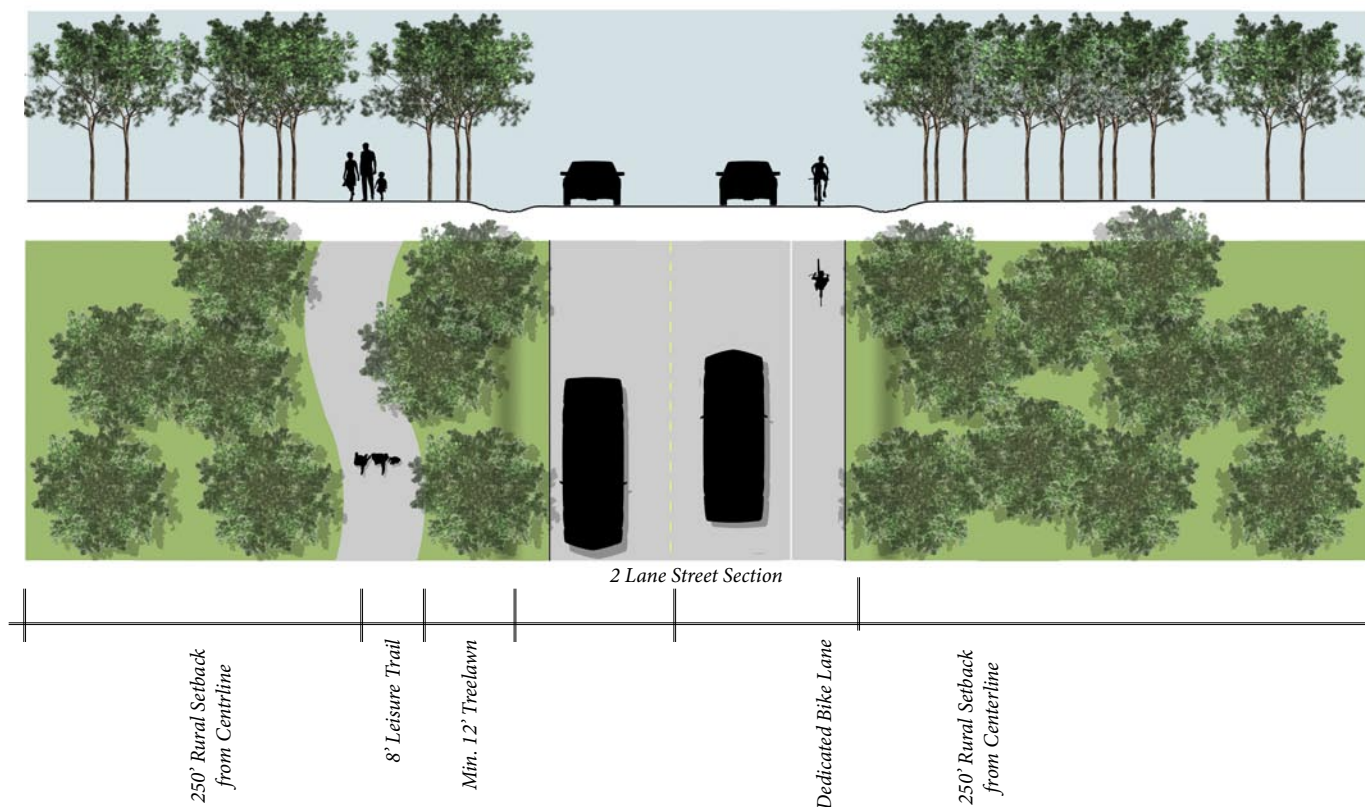 2 Lane Street Section
250' Rural Setback
from Centrline
8' Leisure Trail
Min. 12' Treelawn
Dedicated Bike Lane
250' Rural Setback
from Centerline